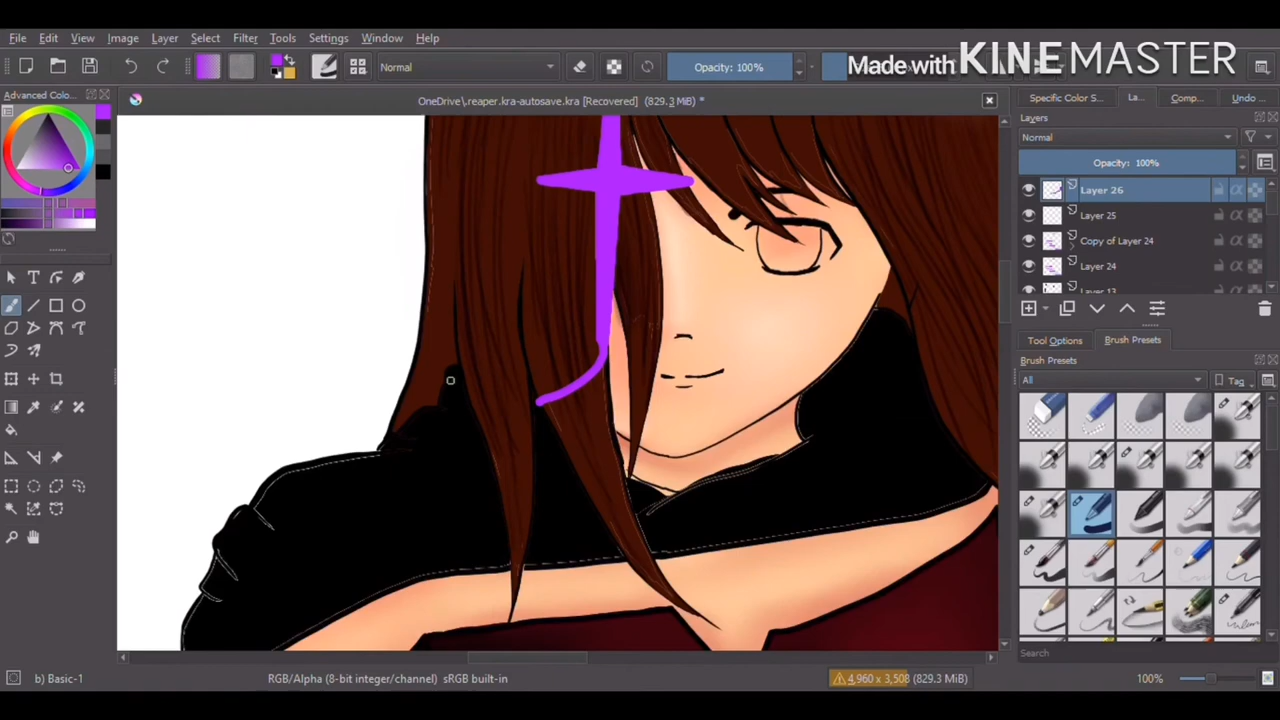 File Edit View Image Layer Select Filter Tools Settings Window Help
Normal
Opacity: 100%
Made with KINEMASTER
Advanced Colo...
OneDrive\.reaper.kra-autosave.kra [Recovered] (829.3 MiB) *
Specific Color S...
La...
Comp...
Undo ...
Layers
Normal
Opacity: 100%
Layer 26
Layer 25
Copy of Layer 24
Layer 24
Layer 13
Tool Options
Brush Presets
Brush Presets
All
Tag
Search
b) Basic-1
RGB/Alpha (8-bit integer/channel) sRGB built-in
4,960 x 3,508 (829.3 MiB)
100%